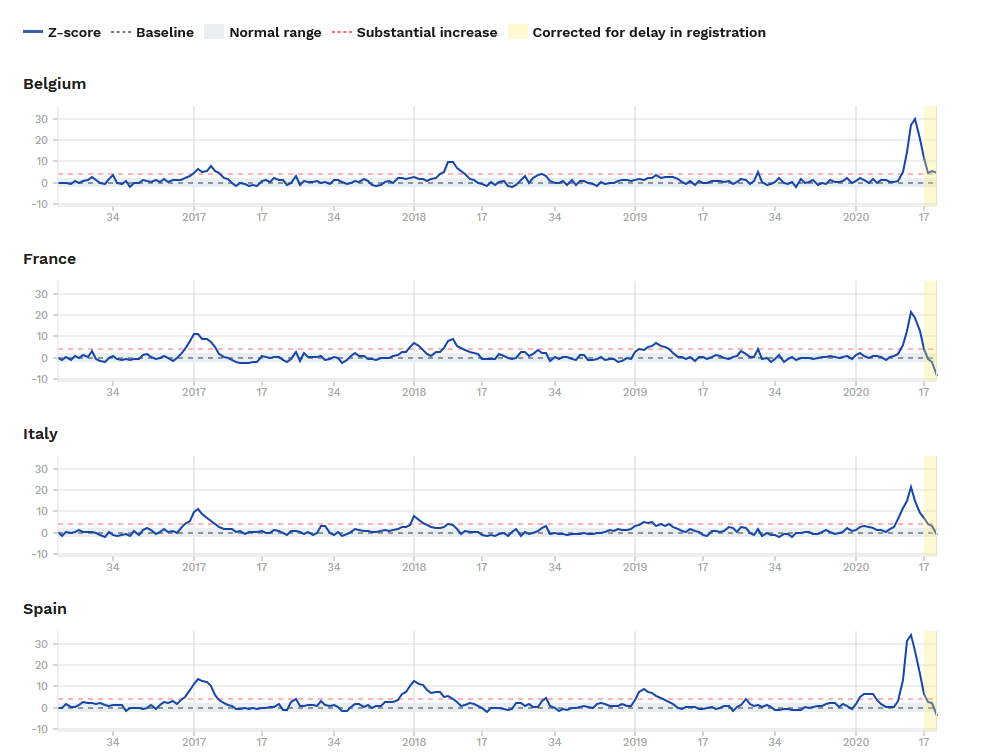 Z-score Baseline Normal range Substantial increase Corrected for delay in registration
Belgium
30
20
10
0
-10
34 2017 17 34 2018 17 34 2019 17 34 2020 17
France
30
20
10
0
-10
34 2017 17 34 2018 17 34 2019 17 34 2020 17
Italy
30
20
10
0
-10
34 2017 17 34 2018 17 34 2019 17 34 2020 17
Spain
30
20
10
0
-10
34 2017 17 34 2018 17 34 2019 17 34 2020 17